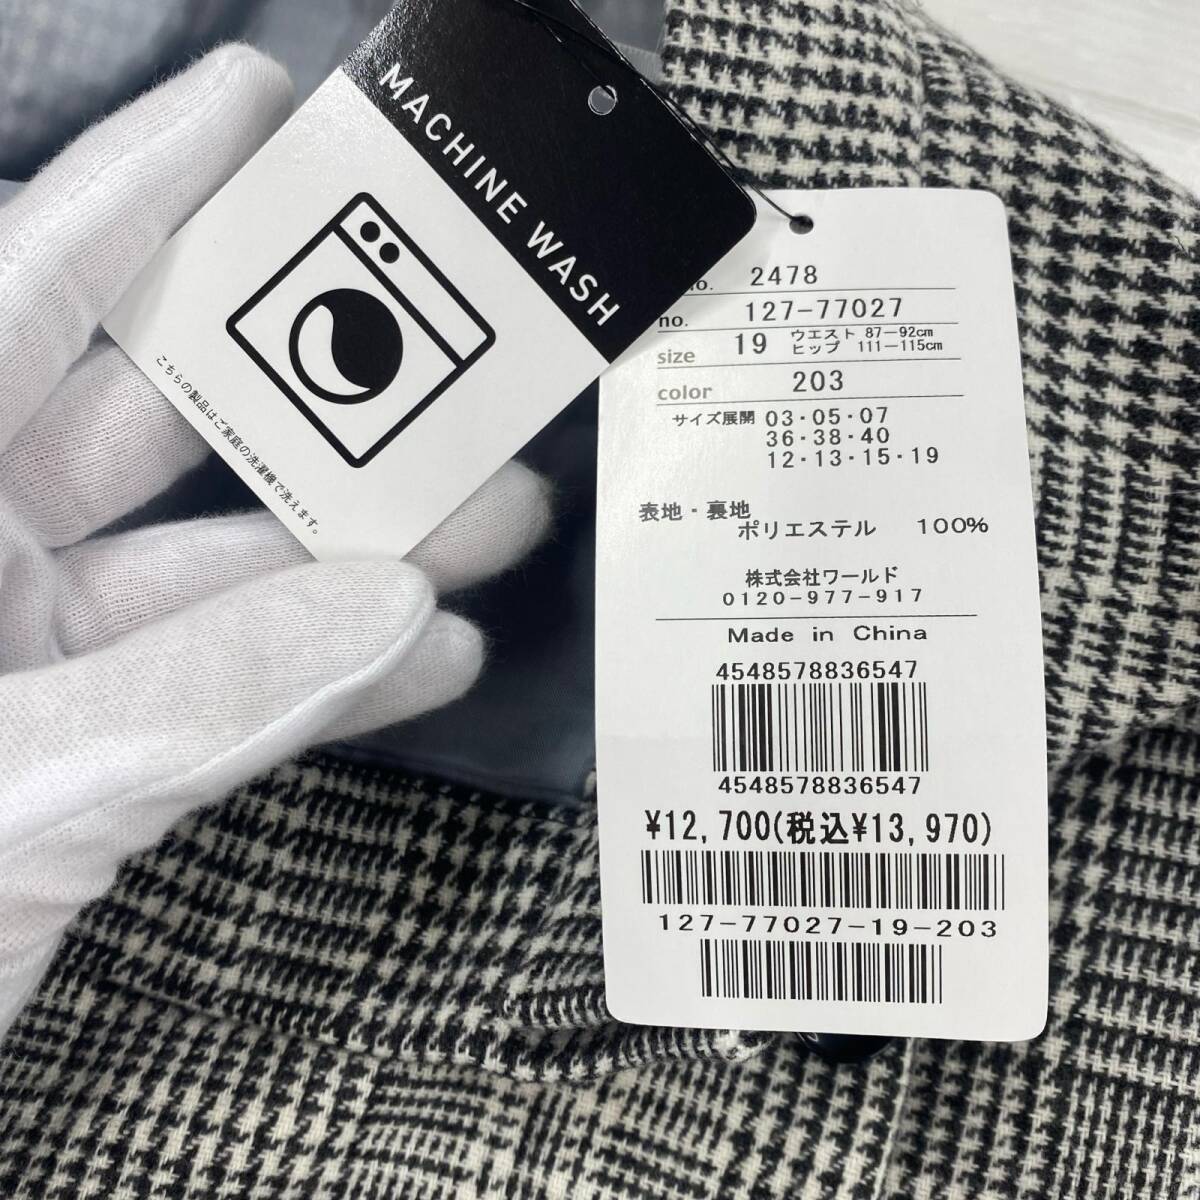 MACHINE WASH
こちらの製品はご家庭の洗濯機で洗えます。
no. 2478
no. 127-77027
size 19 ウエスト 87-92cm
ヒップ 111-115cm
color 203
サイズ展開 03・05・07
36・38・40
12・13・15・19
表地・裏地
ポリエステル 100%
株式会社ワールド
0120-977-917
Made in China
4548578836547
4548578836547
¥12,700(税込¥13,970)
127-77027-19-203